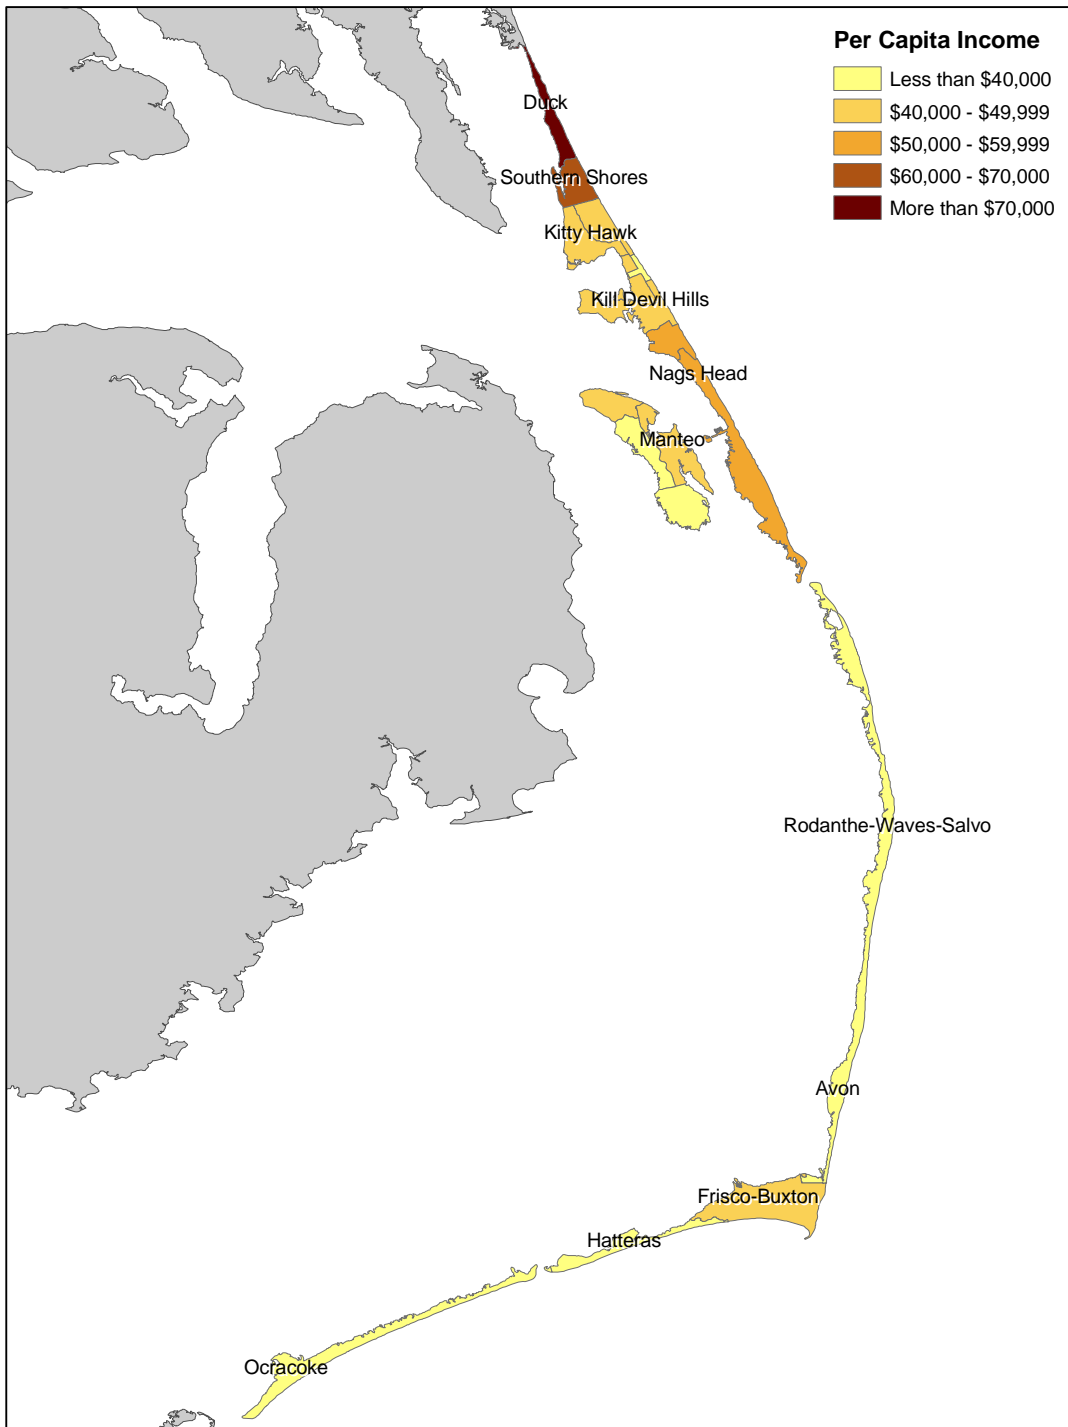 Per Capita Income
Less than $40,000
$40,000 - $49,999
$50,000 - $59,999
$60,000 - $70,000
More than $70,000
Duck
Southern Shores
Kitty Hawk
Kill Devil Hills
Nags Head
Manteo
Rodanthe-Waves-Salvo
Avon
Frisco-Buxton
Hatteras
Ocracoke